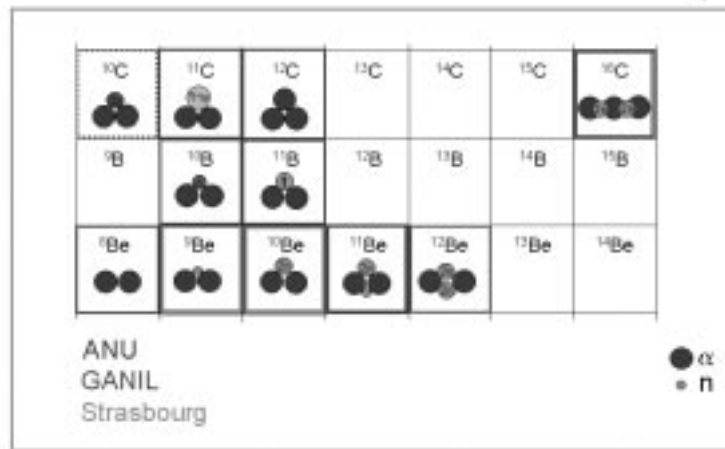 ¹⁰C ¹¹C ¹²C ¹³C ¹⁴C ¹⁵C ¹⁶C
⁹B ¹⁰B ¹¹B ¹²B ¹³B ¹⁴B ¹⁵B
⁸Be ⁹Be ¹⁰Be ¹¹Be ¹²Be ¹³Be ¹⁴Be
ANU
GANIL
Strasbourg
α
n